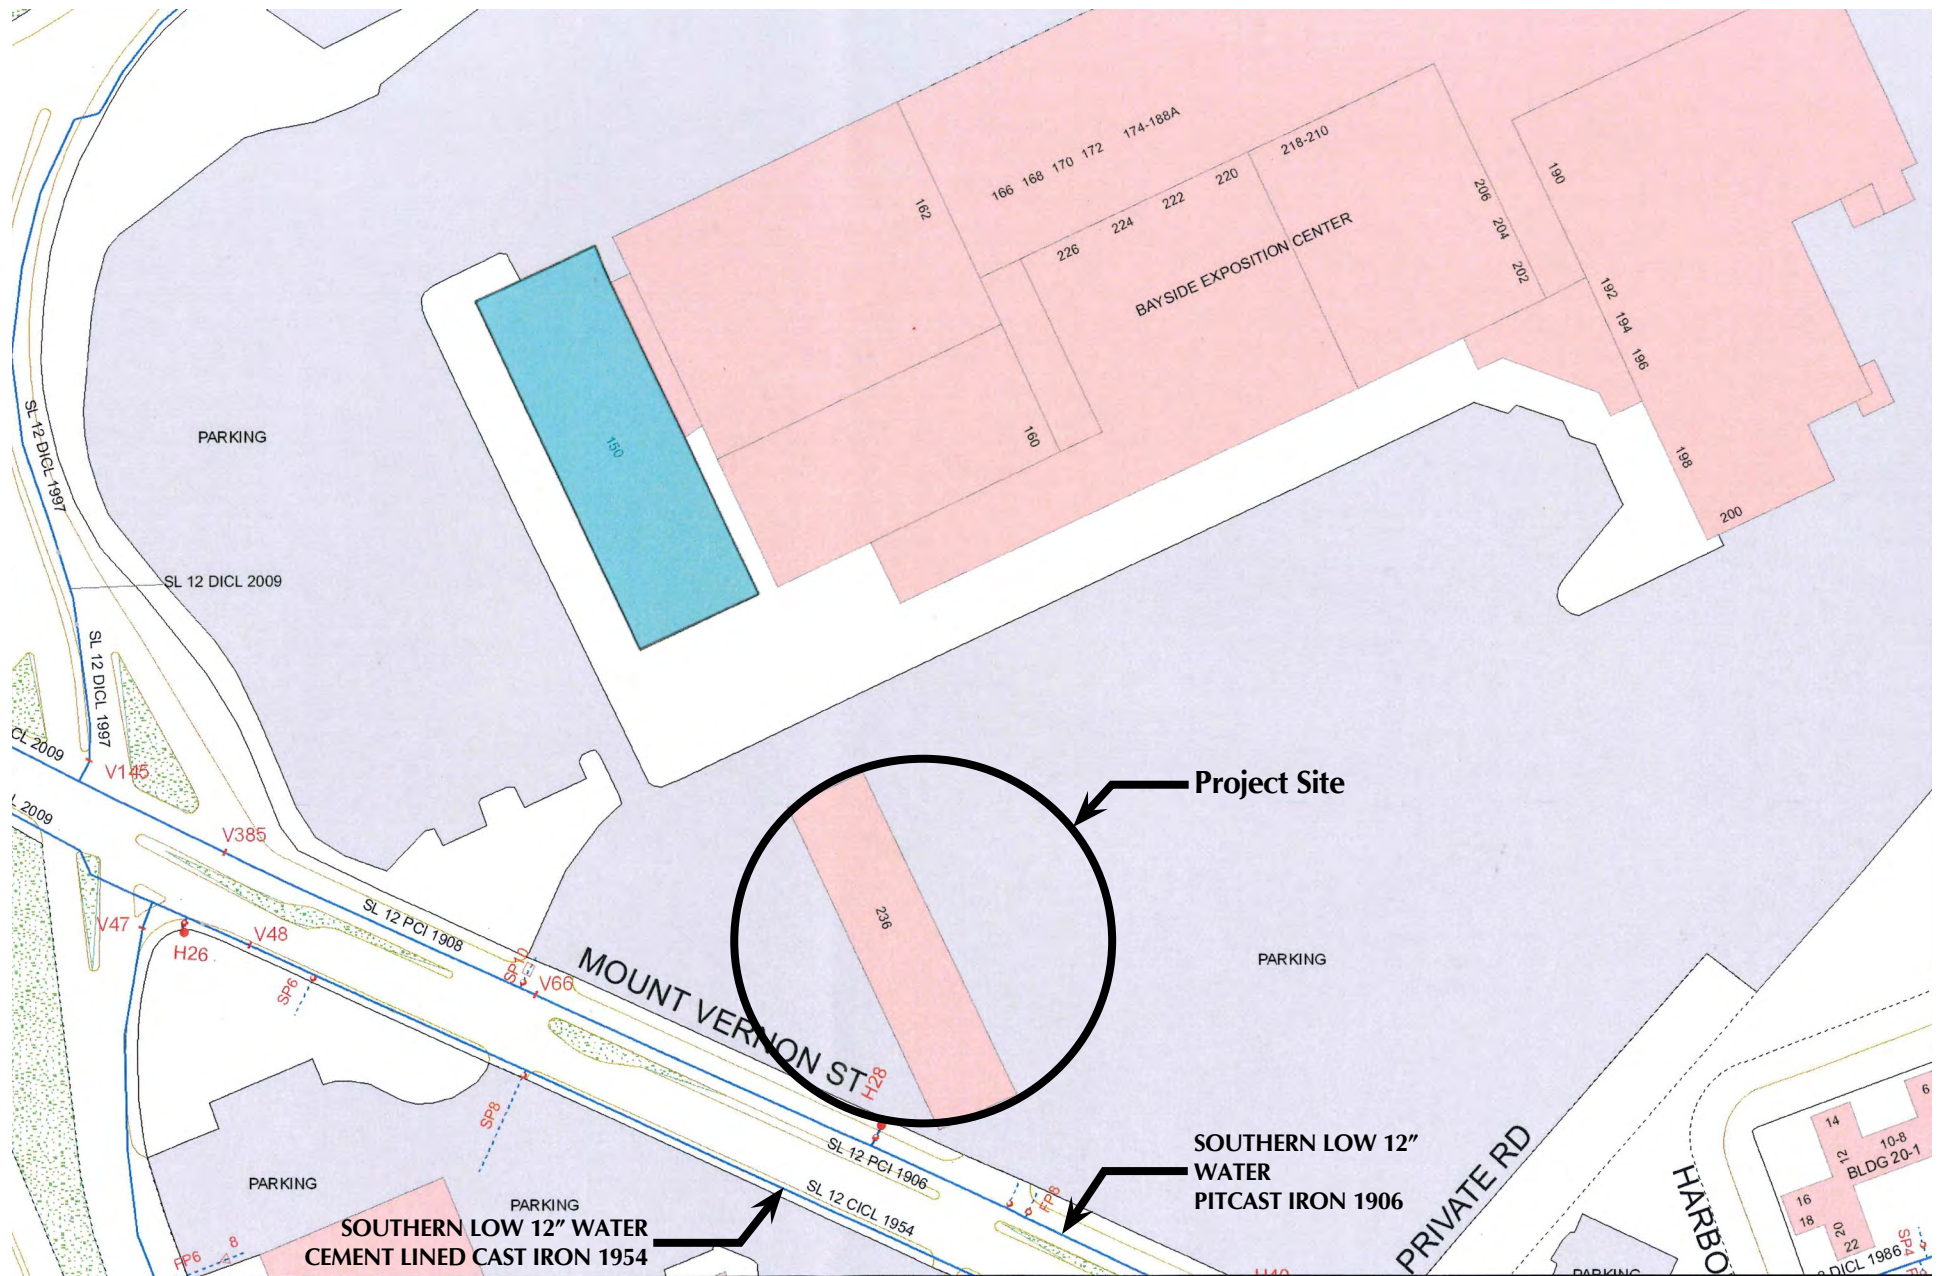 174-188A
166 168 170 172
218-210
162
220
222
224
226
190
206
204
202
BAYSIDE EXPOSITION CENTER
192
194
196
160
198
200
150
PARKING
SL 12 DICL 1997
SL 12 DICL 2009
SL 12 DICL 1997
CL 2009
V145
L 2009
V385
Project Site
SL 12 PCI 1908
236
V47
H26
V48
SP6
SP10
V66
MOUNT VERNON ST
H28
PARKING
SP8
SL 12 PCI 1906
SOUTHERN LOW 12” WATER
PITCAST IRON 1906
FP8
SL 12 CICL 1954
PARKING
PARKING
SOUTHERN LOW 12” WATER
CEMENT LINED CAST IRON 1954
FP6
8
PRIVATE RD
HARBO
6
14
10-8
BLDG 20-1
12
16
18
20
22
SP4
DICL 1986
H40
PARKING